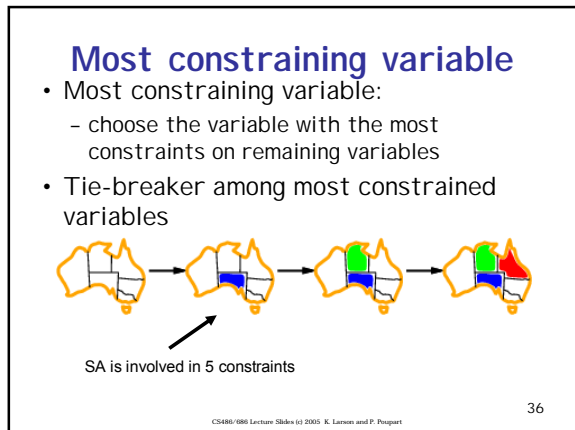 Most constraining variable
• Most constraining variable:
– choose the variable with the most
constraints on remaining variables
• Tie-breaker among most constrained
variables
SA is involved in 5 constraints
CS486/686 Lecture Slides (c) 2005 K. Larson and P. Poupart
36